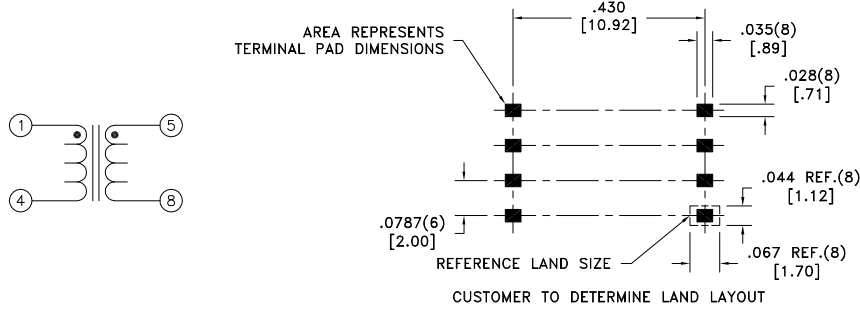 .430
[10.92]
AREA REPRESENTS
TERMINAL PAD DIMENSIONS
.035(8)
[.89]
.028(8)
[.71]
1
5
4
8
.044 REF.(8)
[1.12]
.0787(6)
[2.00]
REFERENCE LAND SIZE
.067 REF.(8)
[1.70]
CUSTOMER TO DETERMINE LAND LAYOUT